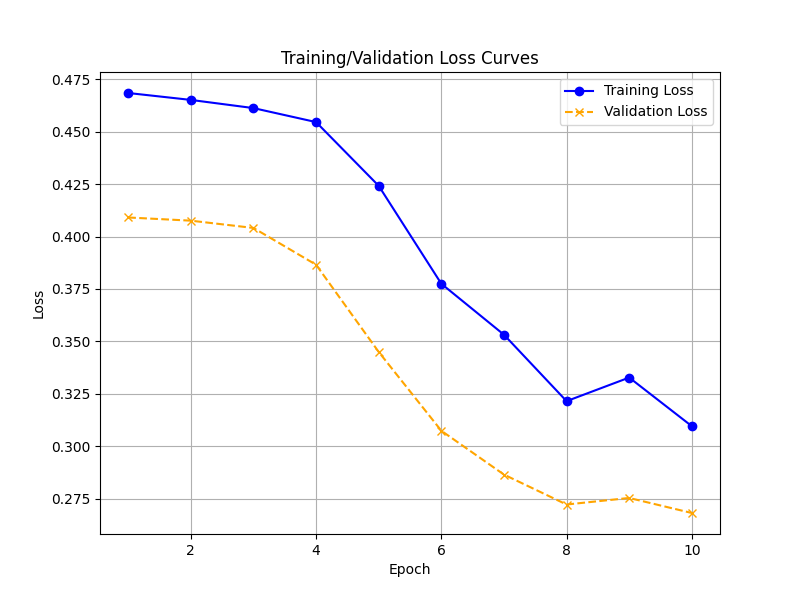 Training/Validation Loss Curves
Training Loss
Validation Loss
0.475
0.450
0.425
0.400
0.375
0.350
0.325
0.300
0.275
Loss
2 4 6 8 10
Epoch